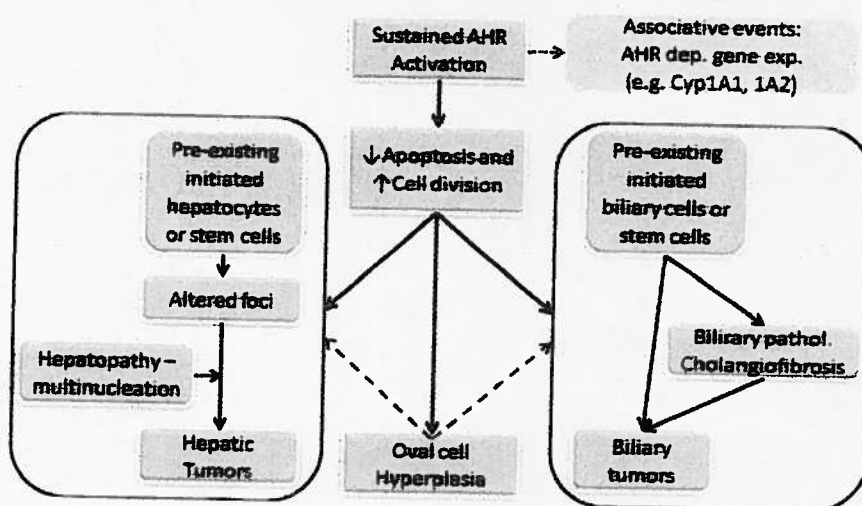 Sustained AHR
Activation
Associative events:
AHR dep. gene exp.
(e.g. Cyp1A1, 1A2)
Pre-existing
initiated
hepatocytes
or stem cells
↓Apoptosis and
↑Cell division
Pre-existing
initiated
biliary cells or
stem cells
Altered foci
Hepatopathy –
multinucleation
Bilirary pathol.
Cholangiofibrosis
Hepatic
Tumors
Oval cell
Hyperplasia
Biliary
tumors